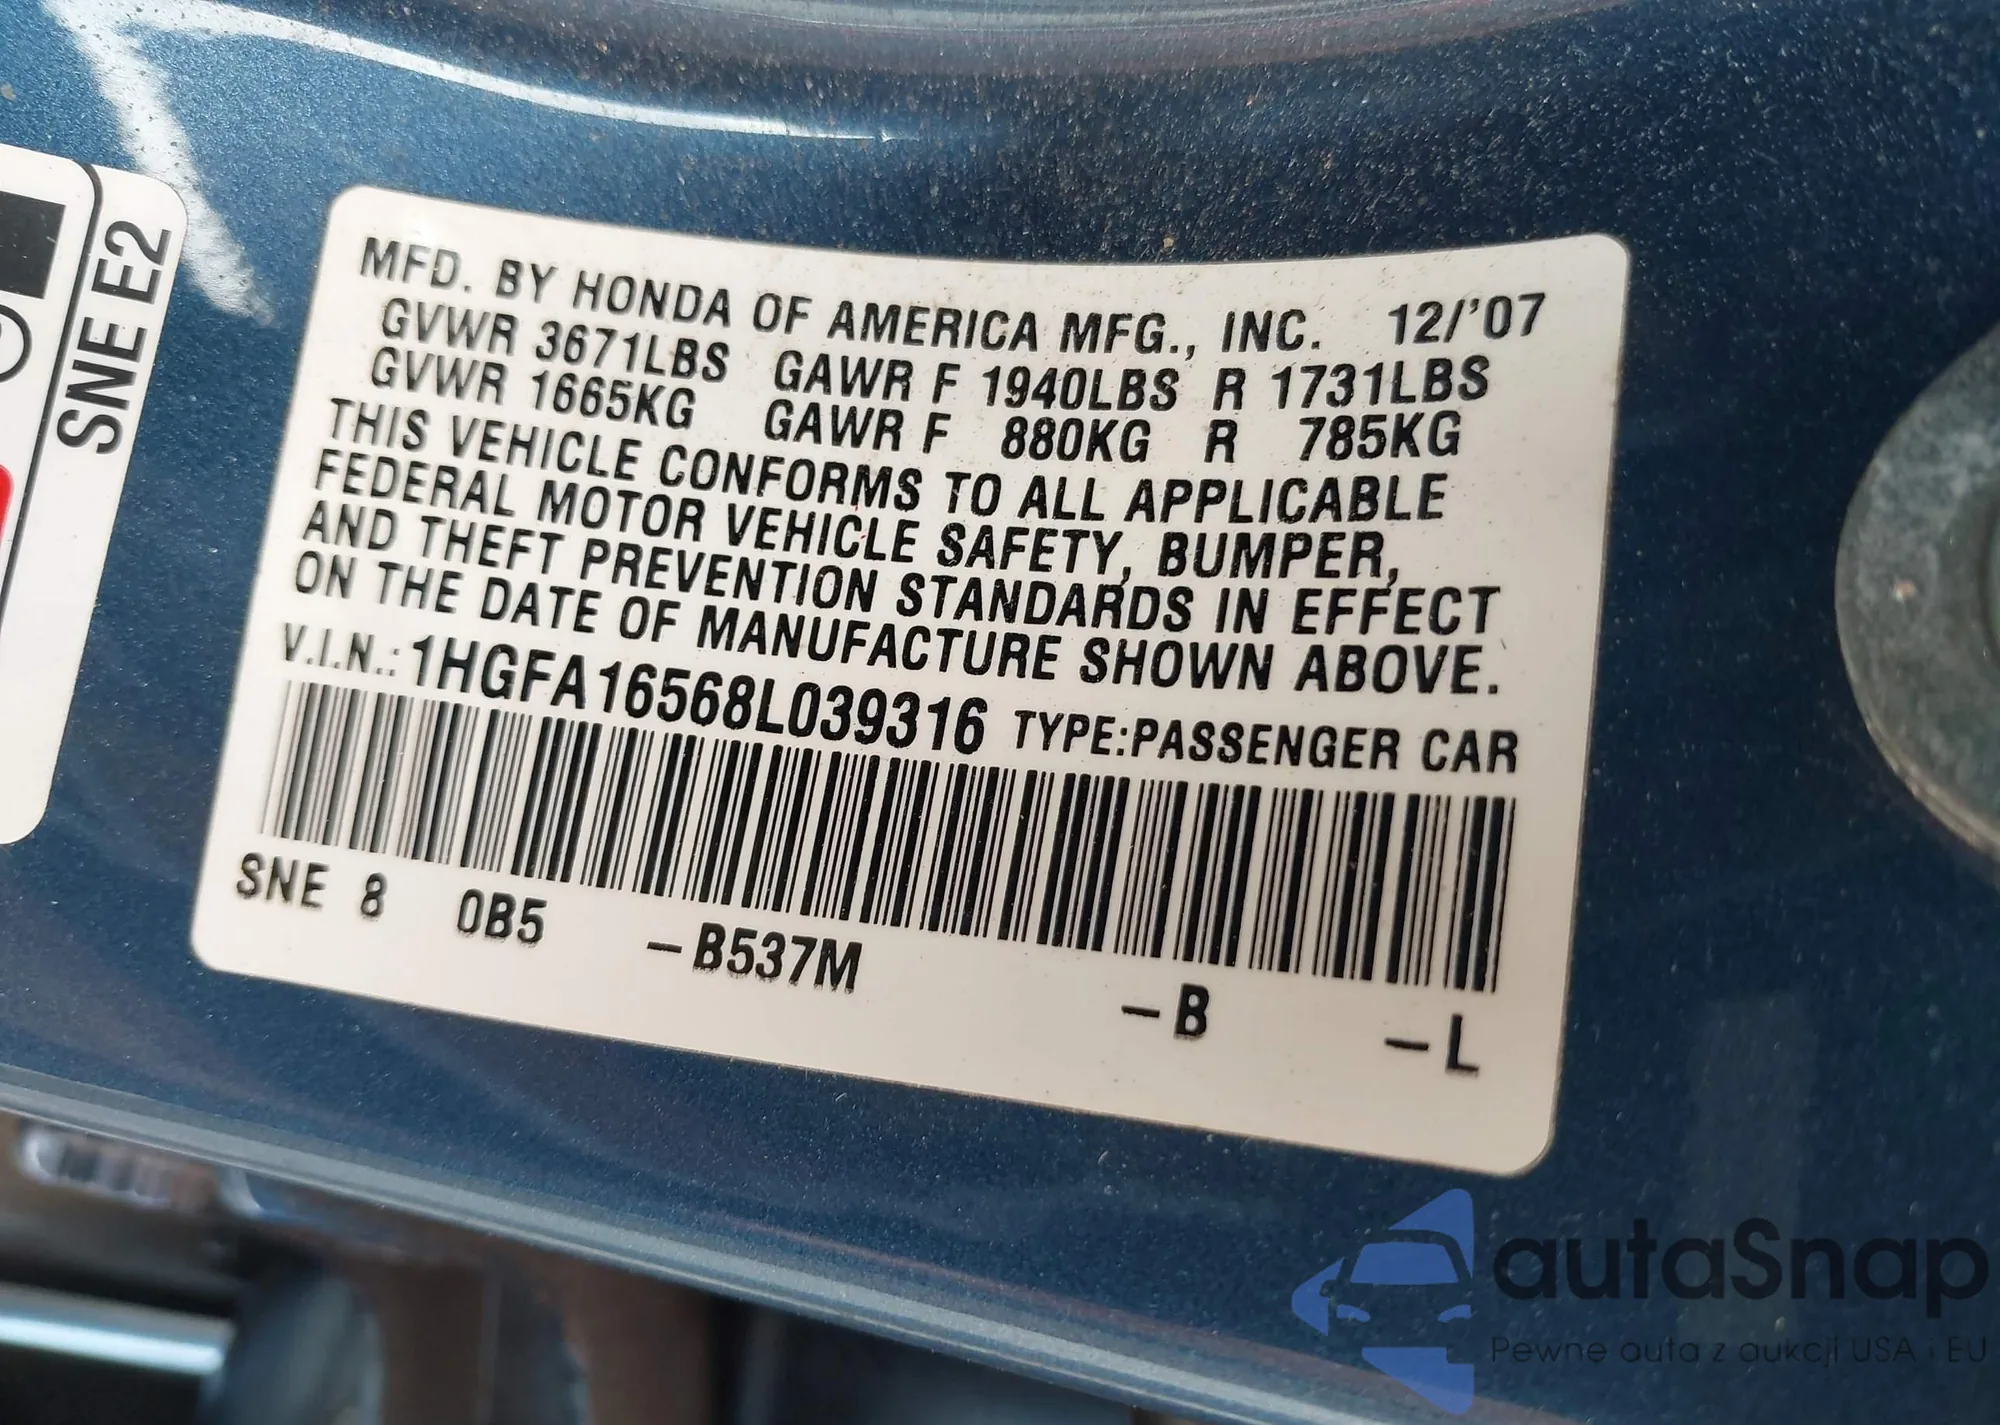 SNE E2
MFD. BY HONDA OF AMERICA MFG., INC. 12/'07
GVWR 3671LBS GAWR F 1940LBS R 1731LBS
GVWR 1665KG GAWR F 880KG R 785KG
THIS VEHICLE CONFORMS TO ALL APPLICABLE
FEDERAL MOTOR VEHICLE SAFETY, BUMPER,
AND THEFT PREVENTION STANDARDS IN EFFECT
ON THE DATE OF MANUFACTURE SHOWN ABOVE.
V.I.N.: 1HGFA16568L039316 TYPE:PASSENGER CAR
SNE 8 0B5 -B537M -B -L
autaSnap
Pewne auta z aukcji USA i EU